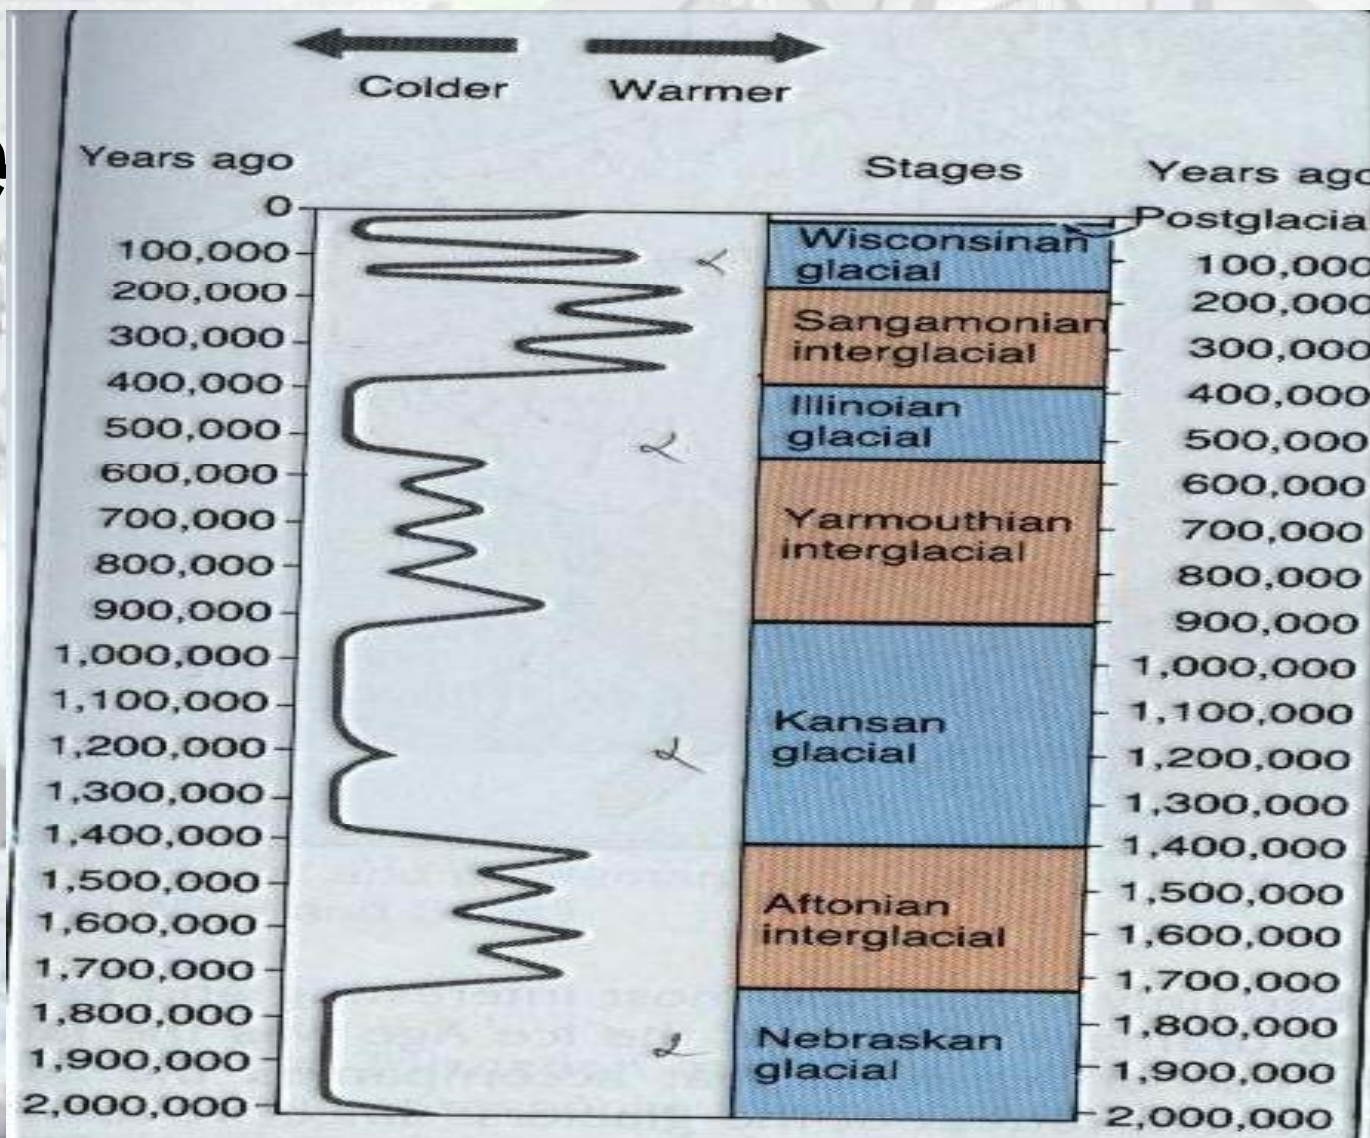 Colder Warmer
Years ago Stages Years ago
0
100,000
200,000
300,000
400,000
500,000
600,000
700,000
800,000
900,000
1,000,000
1,100,000
1,200,000
1,300,000
1,400,000
1,500,000
1,600,000
1,700,000
1,800,000
1,900,000
2,000,000
Wisconsinan
glacial
Sangamonian
interglacial
Illinoian
glacial
Yarmouthian
interglacial
Kansan
glacial
Aftonian
interglacial
Nebraskan
glacial
Postglacial
100,000
200,000
300,000
400,000
500,000
600,000
700,000
800,000
900,000
1,000,000
1,100,000
1,200,000
1,300,000
1,400,000
1,500,000
1,600,000
1,700,000
1,800,000
1,900,000
2,000,000